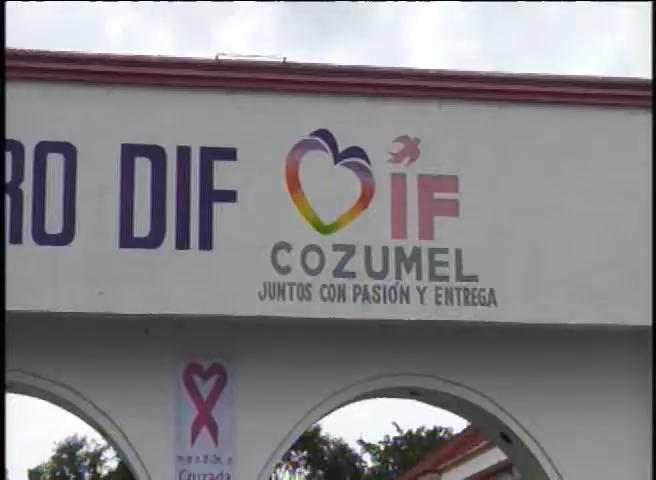 RO DIF
IF
COZUMEL
JUNTOS CON PASIÓN Y ENTREGA
Cruzada